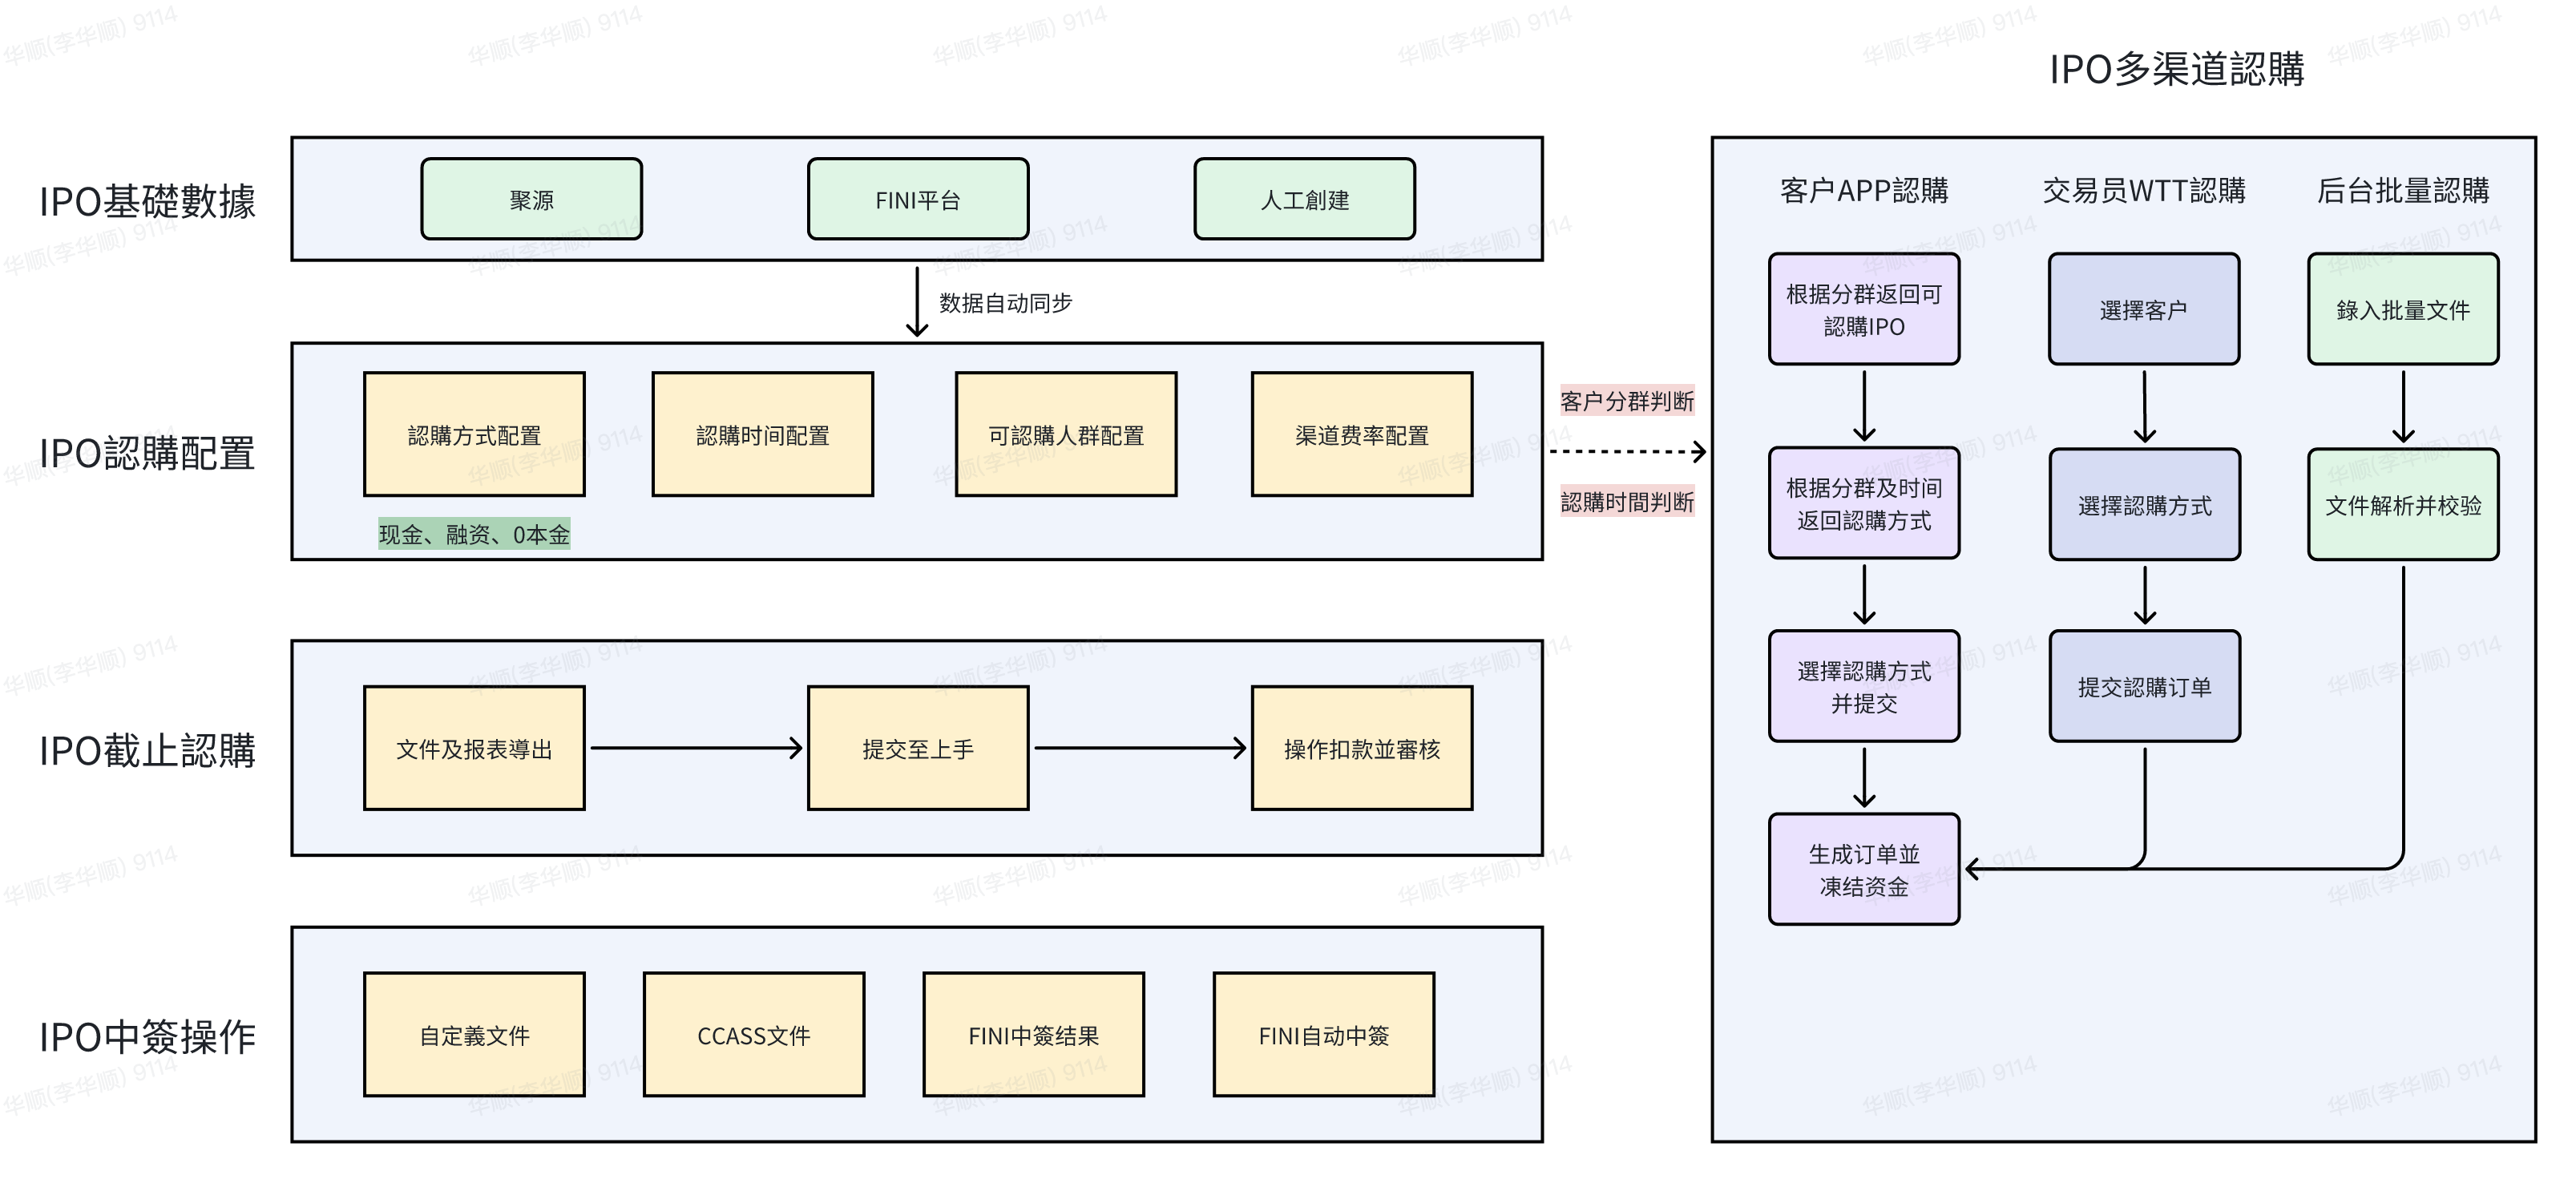 IPO多渠道認購
IPO基礎數據
聚源
FINI平台
人工創建
数据自动同步
IPO認購配置
認購方式配置
認購时间配置
可認購人群配置
渠道费率配置
现金、融资、0本金
客户分群判断
認購时間判断
IPO截止認購
文件及报表導出
提交至上手
操作扣款並審核
IPO中簽操作
自定義文件
CCASS文件
FINI中簽结果
FINI自动中簽
客户APP認購
交易员WTT認購
后台批量認購
根据分群返回可
認購IPO
選擇客户
錄入批量文件
根据分群及时间
返回認購方式
選擇認購方式
文件解析并校验
選擇認購方式
并提交
提交認購订单
生成订单並
凍结资金
华顺(李华顺) 9114